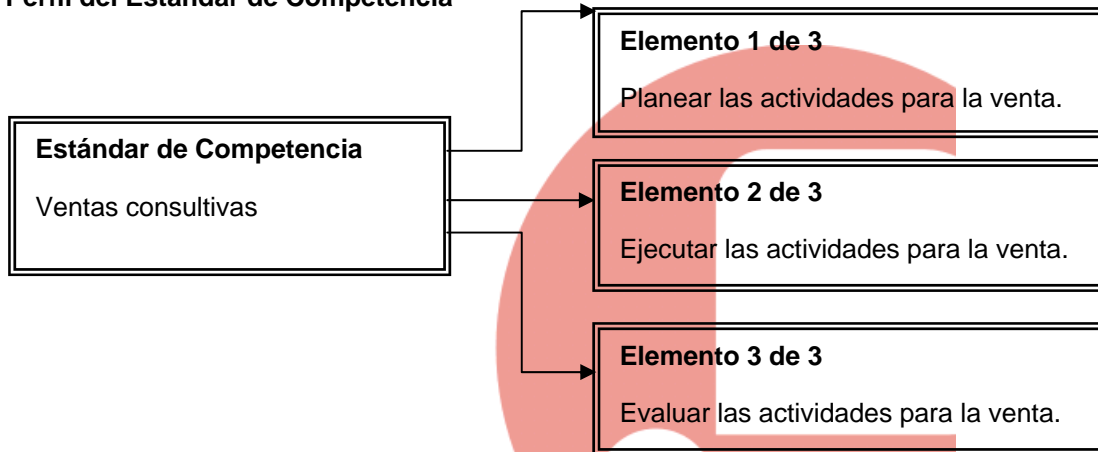 Perfil del Estándar de Competencia
Elemento 1 de 3
Planear las actividades para la venta.
Estándar de Competencia
Ventas consultivas
Elemento 2 de 3
Ejecutar las actividades para la venta.
Elemento 3 de 3
Evaluar las actividades para la venta.